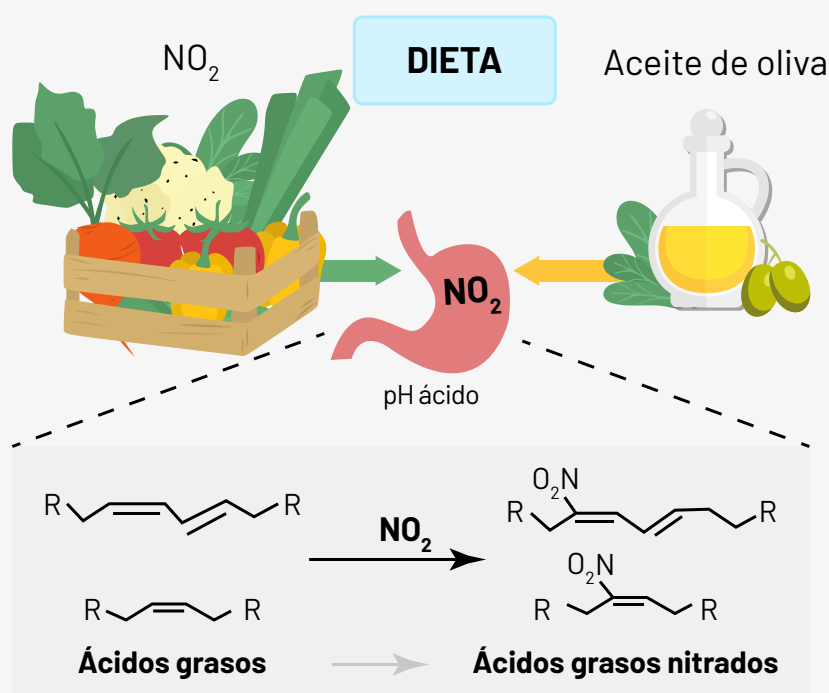 NO₂
DIETA
Aceite de oliva
NO₂
pH ácido
O₂N
R R
NO₂
R R
O₂N
R R
R R
Ácidos grasos
Ácidos grasos nitrados